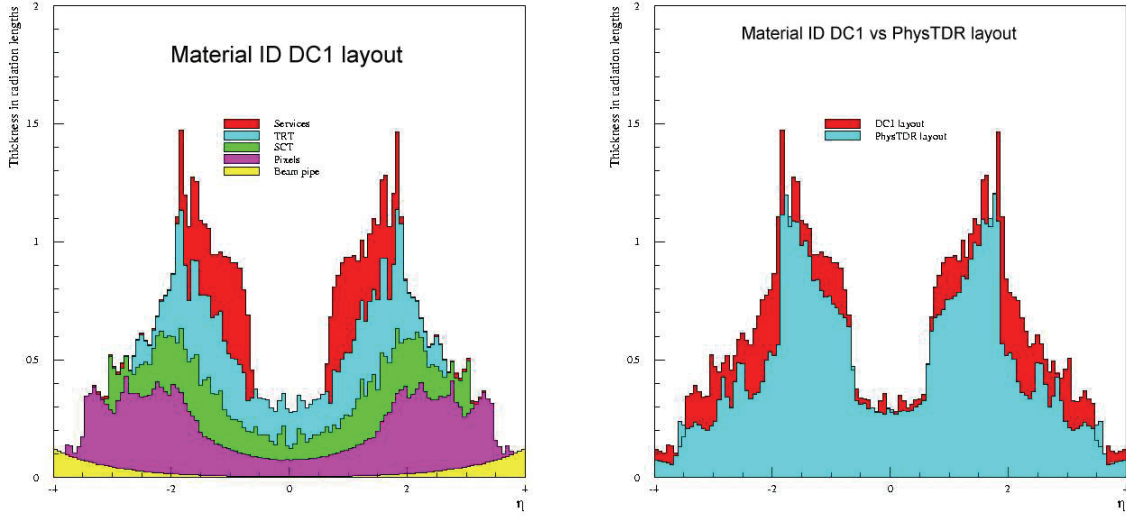 Thickness in radiation lengths
2
1.5
1
0.5
0
Material ID DC1 layout
Services
TRT
SCT
Pixels
Beam pipe
-4
-2
0
2
4
η
Thickness in radiation lengths
2
1.5
1
0.5
0
Material ID DC1 vs PhysTDR layout
DC1 layout
PhysTDR layout
-4
-2
0
2
4
η